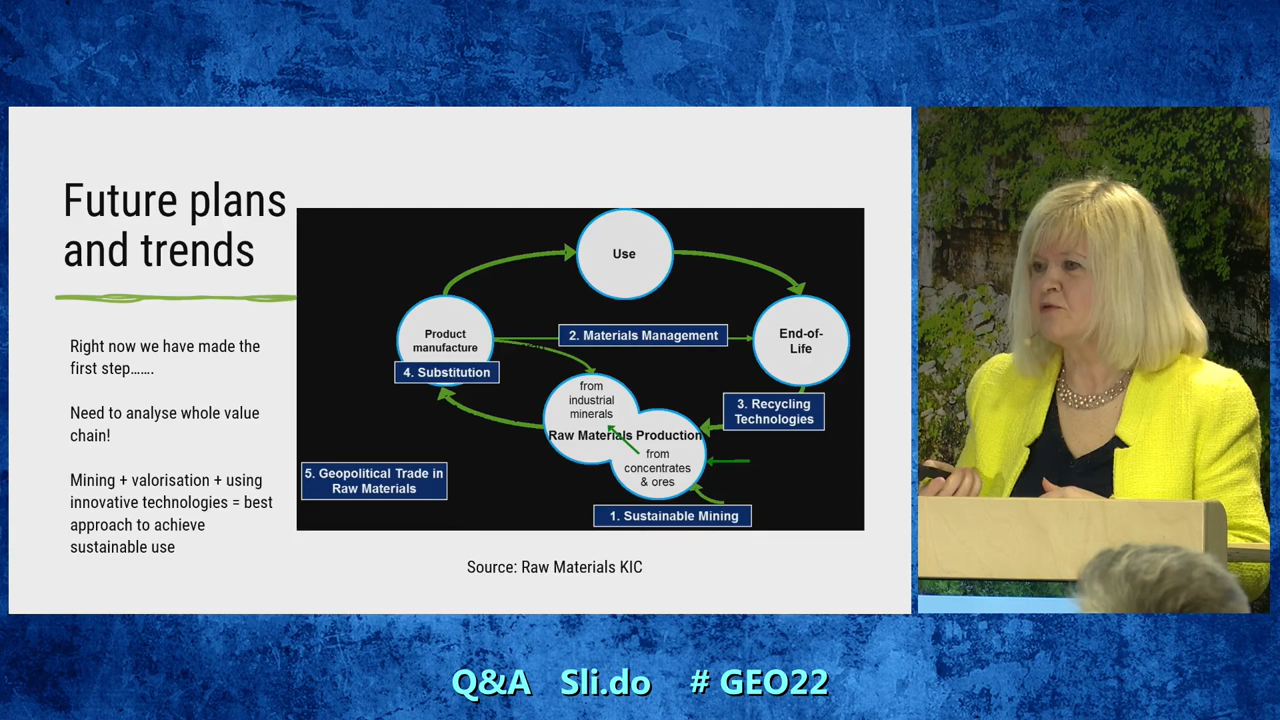 Future plans
and trends
Right now we have made the
first step.......
Need to analyse whole value
chain!
Mining + valorisation + using
innovative technologies = best
approach to achieve
sustainable use
Use
Product
manufacture
2. Materials Management
End-of-
Life
4. Substitution
from
industrial
minerals
3. Recycling
Technologies
Raw Materials Production
from
concentrates
& ores
5. Geopolitical Trade in
Raw Materials
1. Sustainable Mining
Source: Raw Materials KIC
Q&A Sli.do # GEO22